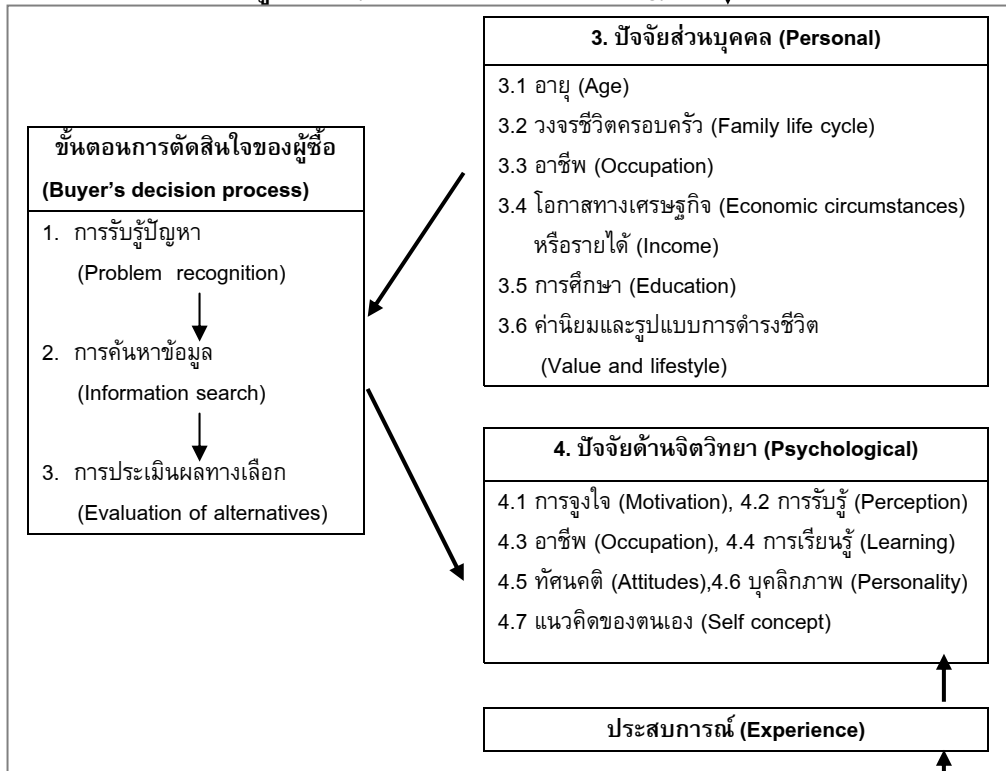 ขั้นตอนการตัดสินใจของผู้ซื้อ
(Buyer's decision process)
1. การรับรู้ปัญหา
(Problem recognition)
2. การค้นหาข้อมูล
(Information search)
3. การประเมินผลทางเลือก
(Evaluation of alternatives)
3. ปัจจัยส่วนบุคคล (Personal)
3.1 อายุ (Age)
3.2 วงจรชีวิตครอบครัว (Family life cycle)
3.3 อาชีพ (Occupation)
3.4 โอกาสทางเศรษฐกิจ (Economic circumstances)
หรือรายได้ (Income)
3.5 การศึกษา (Education)
3.6 ค่านิยมและรูปแบบการดำรงชีวิต
(Value and lifestyle)
4. ปัจจัยด้านจิตวิทยา (Psychological)
4.1 การจูงใจ (Motivation), 4.2 การรับรู้ (Perception)
4.3 อาชีพ (Occupation), 4.4 การเรียนรู้ (Learning)
4.5 ทัศนคติ (Attitudes),4.6 บุคลิกภาพ (Personality)
4.7 แนวคิดของตนเอง (Self concept)
ประสบการณ์ (Experience)